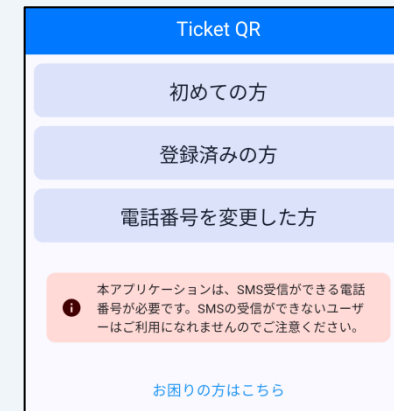 Ticket QR
初めての方
登録済みの方
電話番号を変更した方
本アプリケーションは、SMS受信ができる電話
番号が必要です。SMSの受信ができないユーザ
ーはご利用になれませんのでご注意ください。
お困りの方はこちら